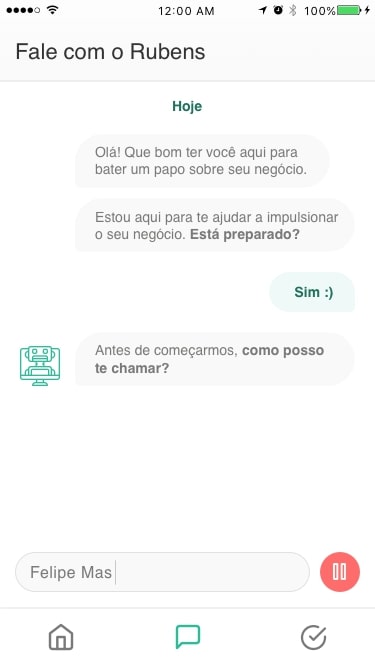 12:00 AM
100%
Fale com o Rubens
Hoje
Olá! Que bom ter você aqui para
bater um papo sobre seu negócio.
Estou aqui para te ajudar a impulsionar
o seu negócio. Está preparado?
Sim :)
Antes de começarmos, como posso
te chamar?
Felipe Mas